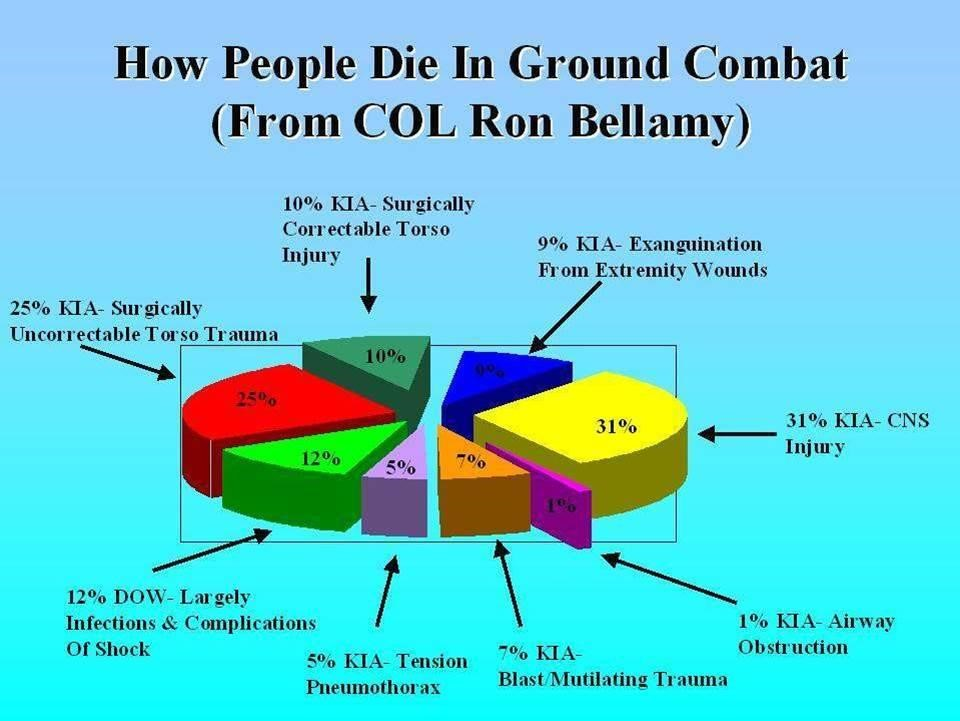 How People Die In Ground Combat
(From COL Ron Bellamy)
10% KIA- Surgically
Correctable Torso
Injury
9% KIA- Exanguination
From Extremity Wounds
25% KIA- Surgically
Uncorrectable Torso Trauma
10%
9%
25%
31%
31% KIA- CNS
Injury
12%
5%
7%
1%
12% DOW- Largely
Infections & Complications
Of Shock
5% KIA- Tension
Pneumothorax
7% KIA-
Blast/Mutilating Trauma
1% KIA- Airway
Obstruction